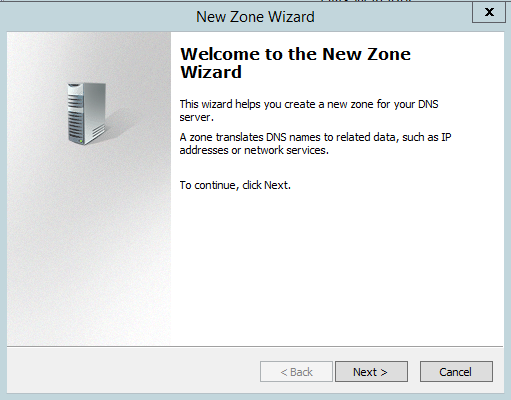 New Zone Wizard
X
Welcome to the New Zone
Wizard
This wizard helps you create a new zone for your DNS
server.
A zone translates DNS names to related data, such as IP
addresses or network services.
To continue, click Next.
< Back
Next >
Cancel